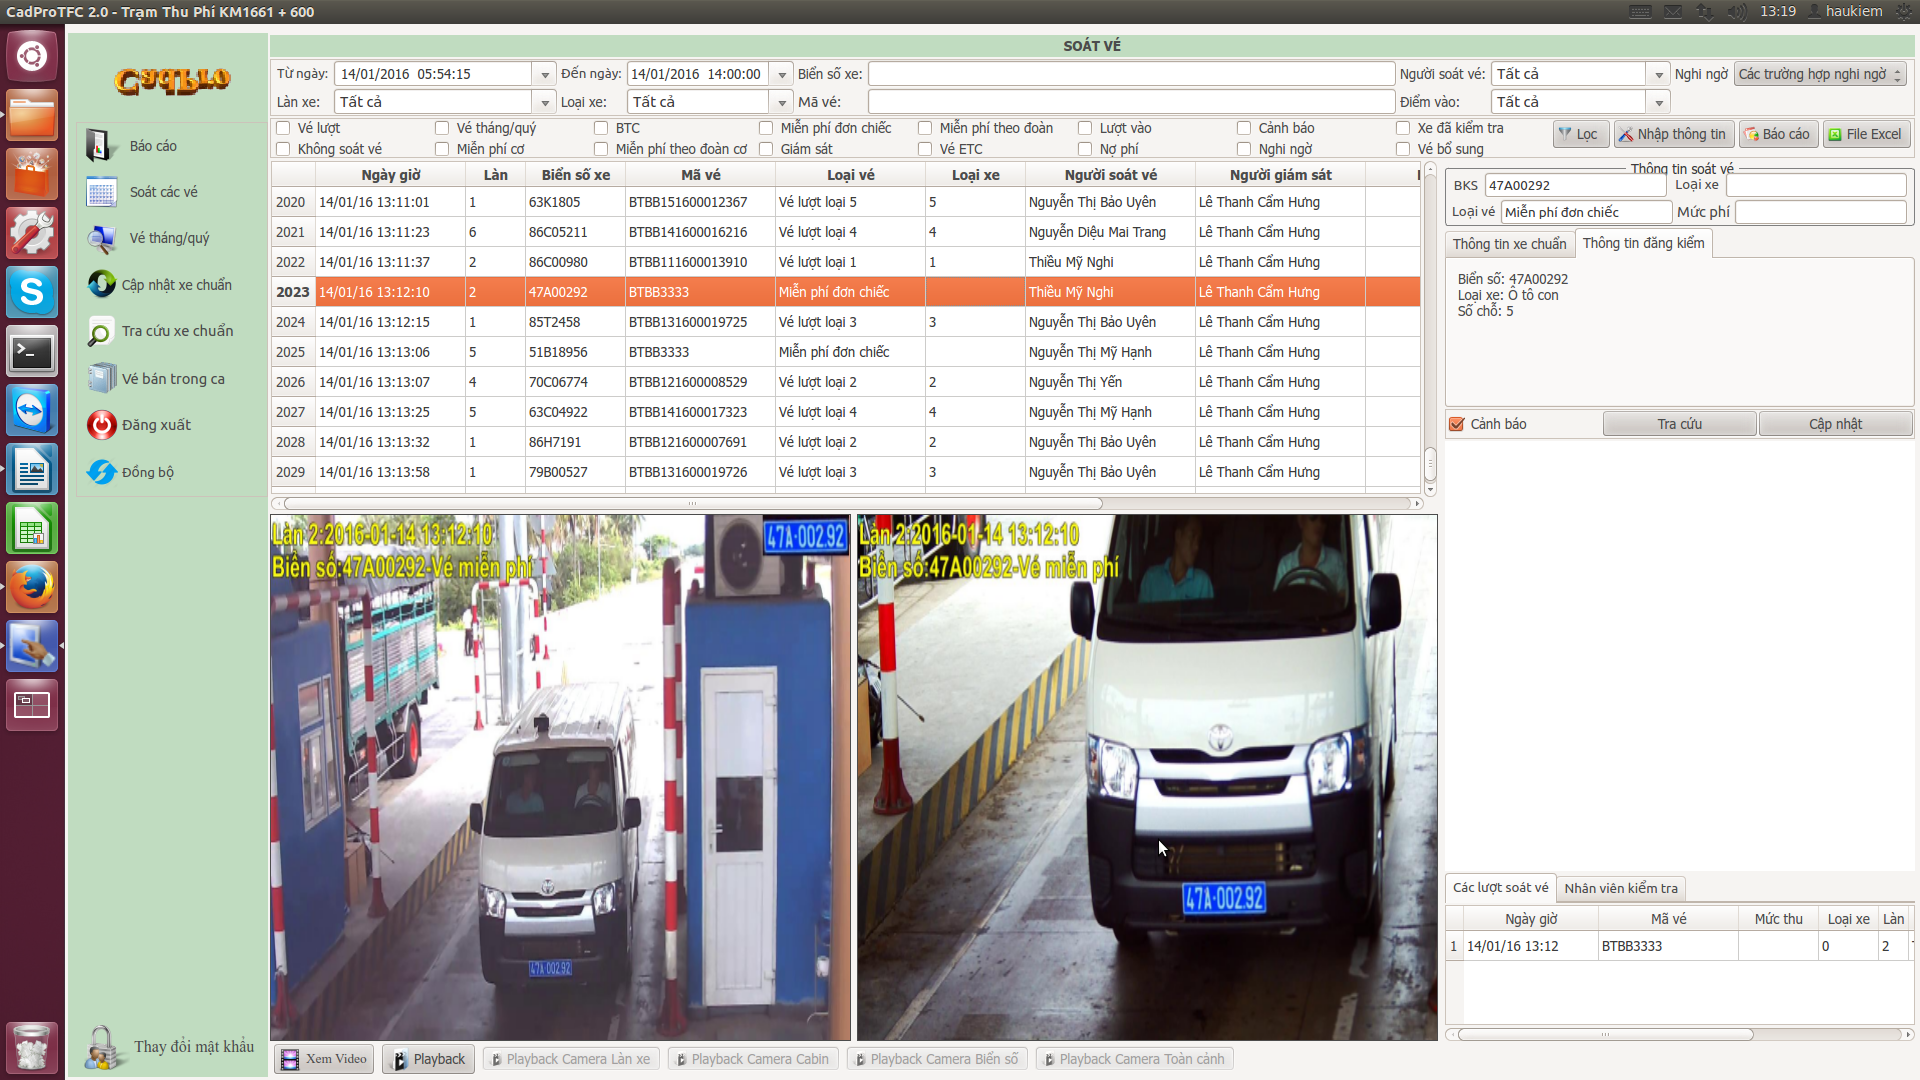 CadProTFC 2.0 - Trạm Thu Phí KM1661 + 600
13:19 haukiem
SOÁT VÉ
CadPro
Báo cáo
Soát các vé
Vé tháng/quý
Cập nhật xe chuẩn
Tra cứu xe chuẩn
Vé bán trong ca
Đăng xuất
Đồng bộ
Thay đổi mật khẩu
Từ ngày: 14/01/2016 05:54:15 Đến ngày: 14/01/2016 14:00:00 Biển số xe: Người soát vé: Tất cả Nghi ngờ Các trường hợp nghi ngờ
Làn xe: Tất cả Loại xe: Tất cả Mã vé: Điểm vào: Tất cả
Vé lượt Vé tháng/quý BTC Miễn phí đơn chiếc Miễn phí theo đoàn Lượt vào Cảnh báo Xe đã kiểm tra
Không soát vé Miễn phí cơ Miễn phí theo đoàn cơ Giám sát Vé ETC Nợ phí Nghi ngờ Vé bổ sung
Lọc Nhập thông tin Báo cáo File Excel
Ngày giờ Làn Biển số xe Mã vé Loại vé Loại xe Người soát vé Người giám sát
2020 14/01/16 13:11:01 1 63K1805 BTBB151600012367 Vé lượt loại 5 5 Nguyễn Thị Bảo Uyên Lê Thanh Cẩm Hưng
2021 14/01/16 13:11:23 6 86C05211 BTBB141600016216 Vé lượt loại 4 4 Nguyễn Diệu Mai Trang Lê Thanh Cẩm Hưng
2022 14/01/16 13:11:37 2 86C00980 BTBB111600013910 Vé lượt loại 1 1 Thiều Mỹ Nghi Lê Thanh Cẩm Hưng
2023 14/01/16 13:12:10 2 47A00292 BTBB3333 Miễn phí đơn chiếc Thiều Mỹ Nghi Lê Thanh Cẩm Hưng
2024 14/01/16 13:12:15 1 85T2458 BTBB131600019725 Vé lượt loại 3 3 Nguyễn Thị Bảo Uyên Lê Thanh Cẩm Hưng
2025 14/01/16 13:13:06 5 51B18956 BTBB3333 Miễn phí đơn chiếc Nguyễn Thị Mỹ Hạnh Lê Thanh Cẩm Hưng
2026 14/01/16 13:13:07 4 70C06774 BTBB121600008529 Vé lượt loại 2 2 Nguyễn Thị Yến Lê Thanh Cẩm Hưng
2027 14/01/16 13:13:25 5 63C04922 BTBB141600017323 Vé lượt loại 4 4 Nguyễn Thị Mỹ Hạnh Lê Thanh Cẩm Hưng
2028 14/01/16 13:13:32 1 86H7191 BTBB121600007691 Vé lượt loại 2 2 Nguyễn Thị Bảo Uyên Lê Thanh Cẩm Hưng
2029 14/01/16 13:13:58 1 79B00527 BTBB131600019726 Vé lượt loại 3 3 Nguyễn Thị Bảo Uyên Lê Thanh Cẩm Hưng
Thông tin soát vé
BKS 47A00292 Loại xe
Loại vé Miễn phí đơn chiếc Mức phí
Thông tin xe chuẩn Thông tin đăng kiểm
Biển số: 47A00292
Loại xe: Ô tô con
Số chỗ: 5
Cảnh báo Tra cứu Cập nhật
Làn 2:2016-01-14 13:12:10
Biển số:47A00292-Vé miễn phí
47A-002.92
47A-002.92
Làn 2:2016-01-14 13:12:10
Biển số:47A00292-Vé miễn phí
47A-002.92
Các lượt soát vé Nhân viên kiểm tra
Ngày giờ Mã vé Mức thu Loại xe Làn
1 14/01/16 13:12 BTBB3333 0 2
Xem Video Playback Playback Camera Làn xe Playback Camera Cabin Playback Camera Biển số Playback Camera Toàn cảnh